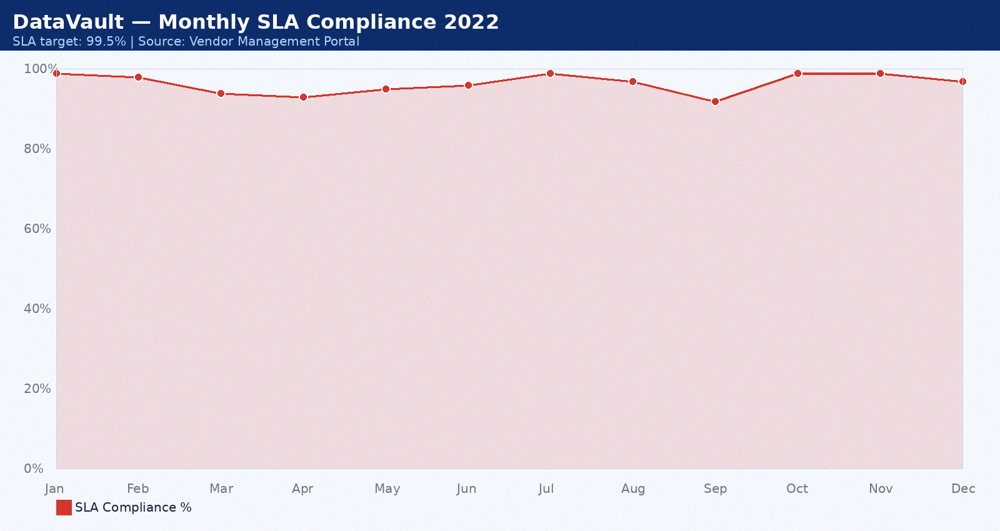 DataVault — Monthly SLA Compliance 2022
SLA target: 99.5% | Source: Vendor Management Portal
100%
80%
60%
40%
20%
0%
Jan Feb Mar Apr May Jun Jul Aug Sep Oct Nov Dec
SLA Compliance %